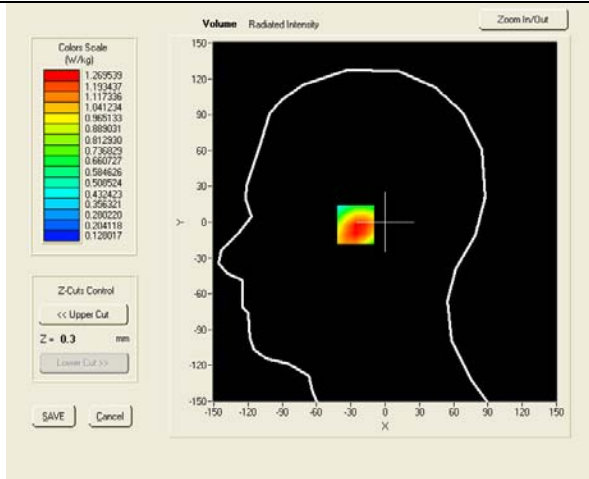 Volume Radiated Intensity
Zoom In/Out
Colors Scale
(W/kg)
1.269539
1.193437
1.117336
1.041234
0.965133
0.889031
0.812930
0.736829
0.660727
0.584626
0.508524
0.432423
0.356321
0.280220
0.204118
0.128017
Z-Cuts Control
<< Upper Cut
Z = 0.3 mm
Lower Cut >>
SAVE
Cancel
150
120
90
60
30
0
-30
-60
-90
-120
-150
Y
-150 -120 -90 -60 -30 0 30 60 90 120 150
X